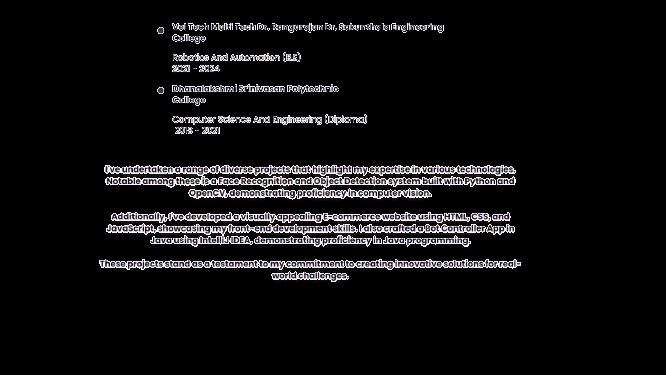 Vel Tech Multi Tech Dr. Rangarajan Dr. Sakunthala Engineering
College
Robotics And Automation (B.E)
2021 - 2024
Dhanalakshmi Srinivasan Polytechnic
College
Computer Science And Engineering (Diploma)
2018 - 2021
I've undertaken a range of diverse projects that highlight my expertise in various technologies.
Notable among these is a Face Recognition and Object Detection system built with Python and
OpenCV, demonstrating proficiency in computer vision.
Additionally, I've developed a visually appealing E-commerce website using HTML, CSS, and
JavaScript, showcasing my front-end development skills. I also crafted a Bot Controller App in
Java using IntelliJ IDEA, demonstrating proficiency in Java programming.
These projects stand as a testament to my commitment to creating innovative solutions for real-
world challenges.